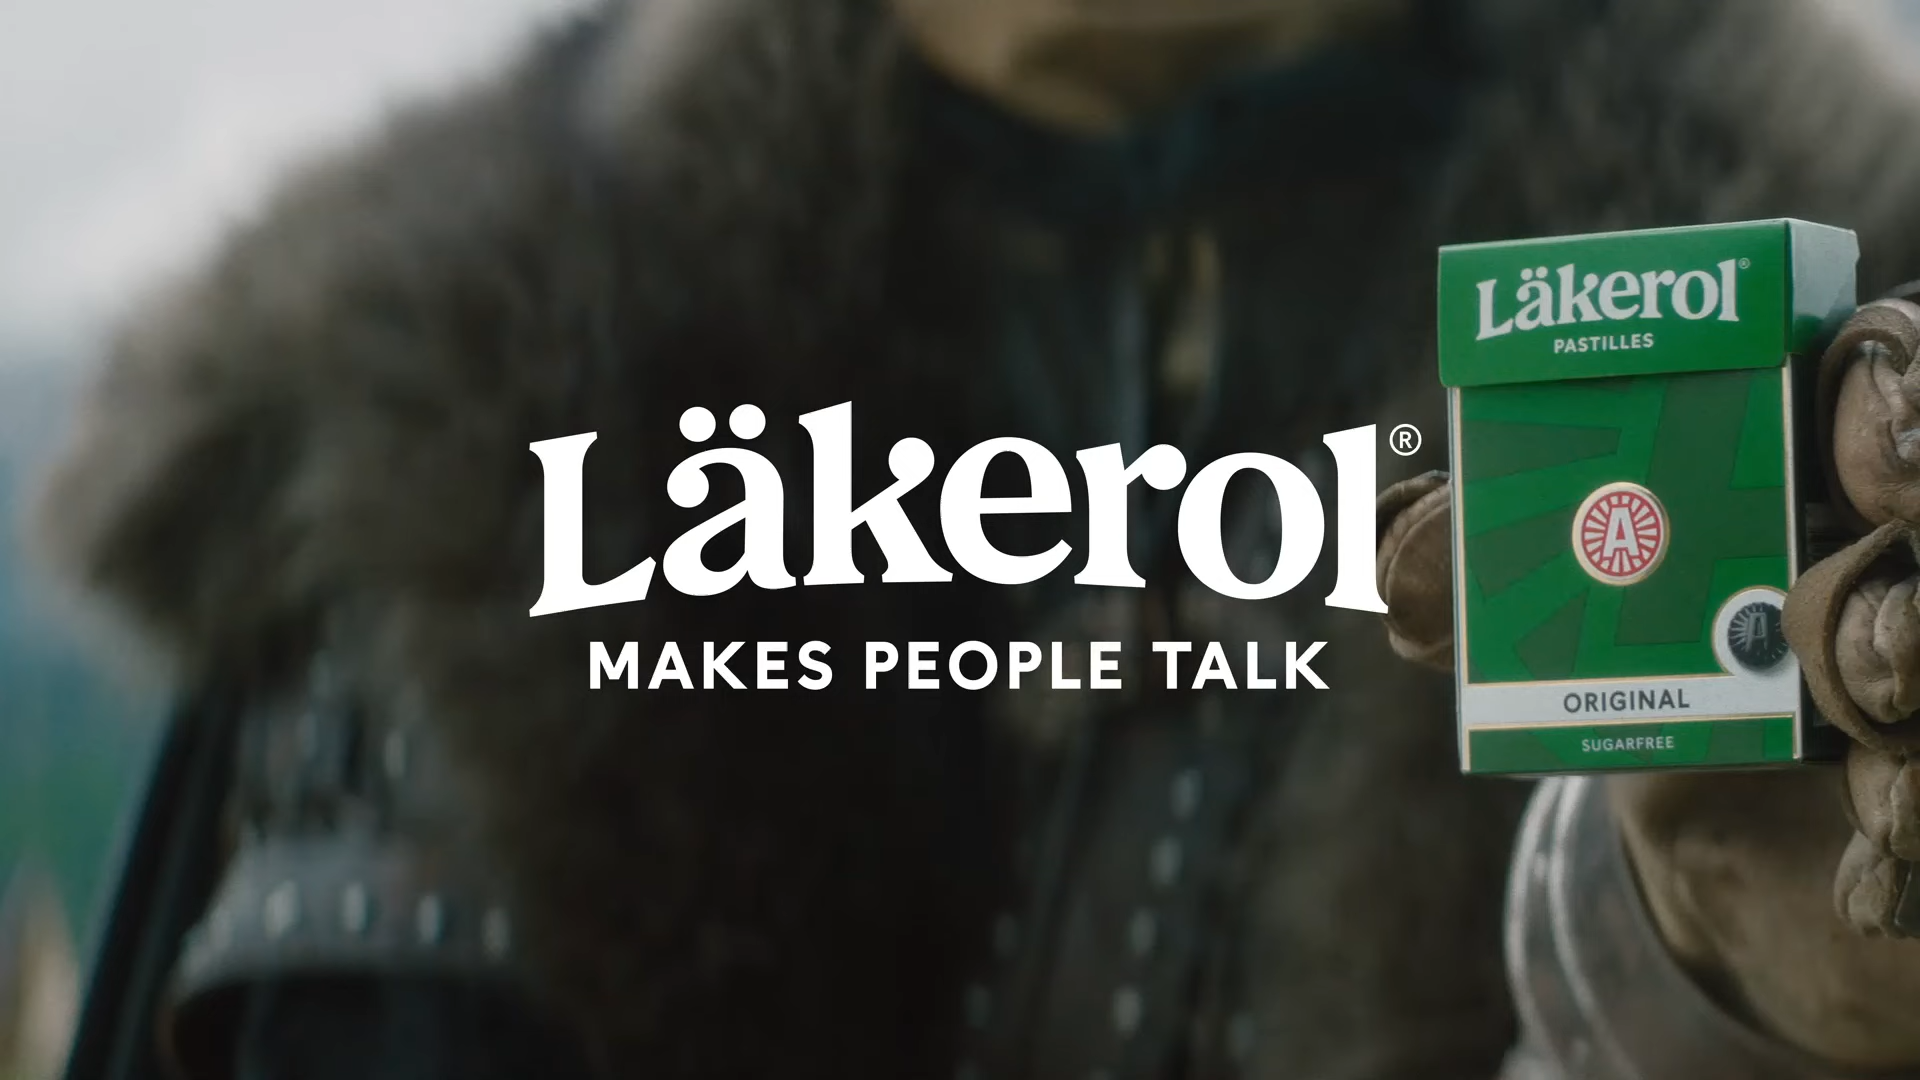 Läkerol®
MAKES PEOPLE TALK
Läkerol®
PASTILLES
A
A
ORIGINAL
SUGARFREE